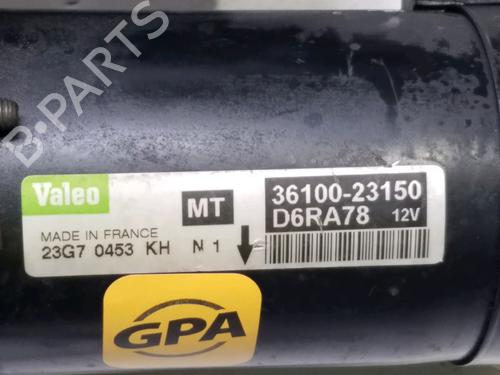 B-PARTS
Valeo
MT
36100-23150
D6RA78 12V
MADE IN FRANCE
23G7 0453 KH N 1
GPA